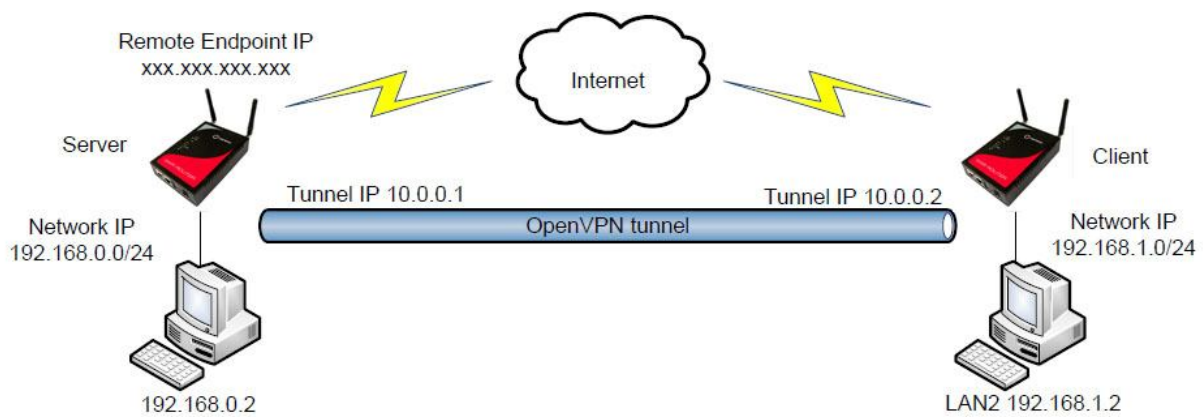 Remote Endpoint IP
xxx.xxx.xxx.xxx
Internet
Server
Client
Tunnel IP 10.0.0.1
Tunnel IP 10.0.0.2
OpenVPN tunnel
Network IP
192.168.0.0/24
Network IP
192.168.1.0/24
192.168.0.2
LAN2 192.168.1.2